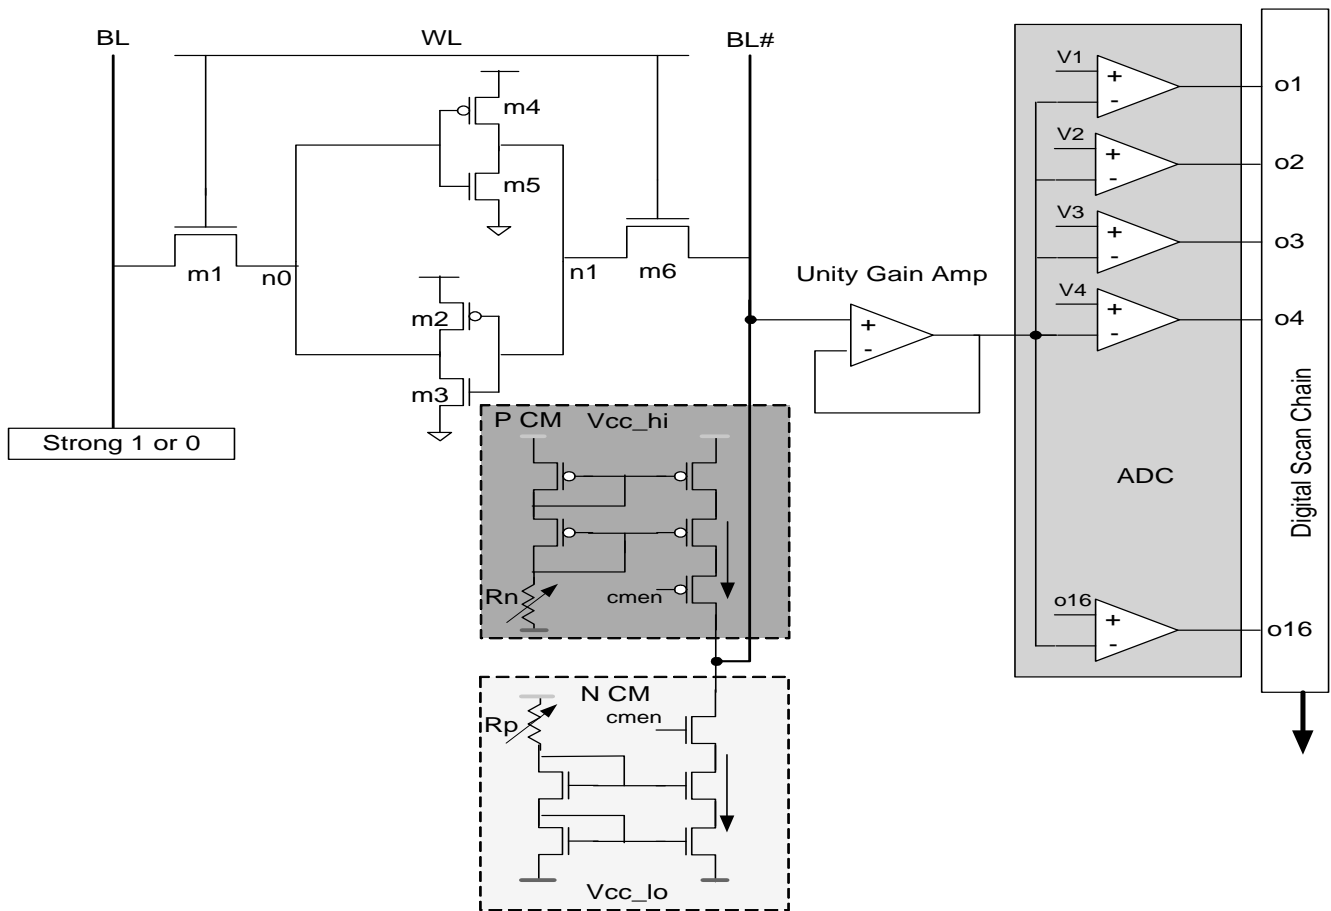 BL
WL
BL#
m4
m5
m1
n0
n1
m6
m2
m3
Strong 1 or 0
P CM
Vcc_hi
Rn
cmen
N CM
cmen
Rp
Vcc_lo
Unity Gain Amp
+
-
V1
+
-
o1
V2
+
-
o2
V3
+
-
o3
V4
+
-
o4
ADC
o16
+
-
o16
Digital Scan Chain